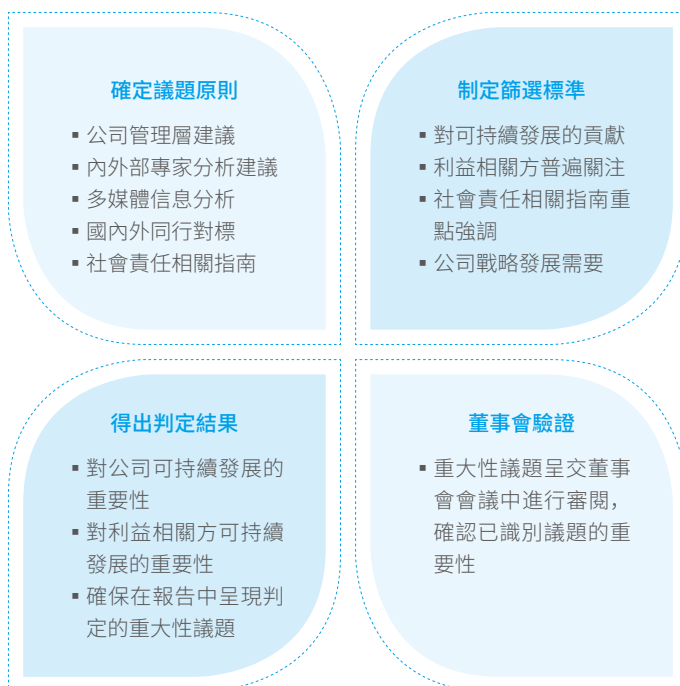 確定議題原則
▪ 公司管理層建議
▪ 內外部專家分析建議
▪ 多媒體信息分析
▪ 國內外同行對標
▪ 社會責任相關指南
制定篩選標準
▪ 對可持續發展的貢獻
▪ 利益相關方普遍關注
▪ 社會責任相關指南重
點強調
▪ 公司戰略發展需要
得出判定結果
▪ 對公司可持續發展的
重要性
▪ 對利益相關方可持續
發展的重要性
▪ 確保在報告中呈現判
定的重大性議題
董事會驗證
▪ 重大性議題呈交董事
會會議中進行審閱，
確認已識別議題的重
要性